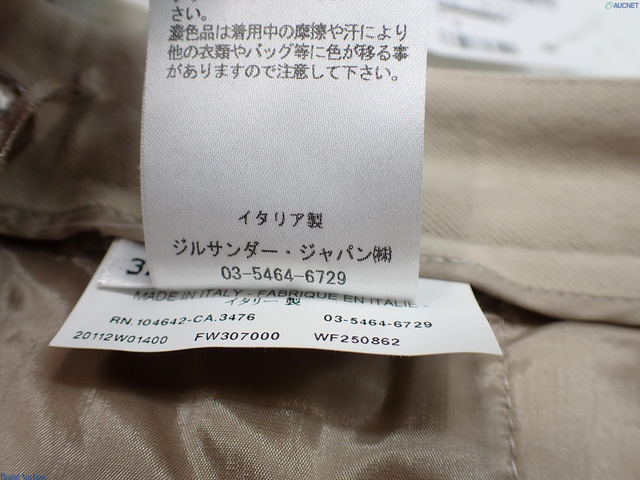 さい。
濃色品は着用中の摩擦や汗により
他の衣類やバッグ等に色が移る事
がありますので注意して下さい。
イタリア製
ジルサンダー・ジャパン㈱
03-5464-6729
MADE IN ITALY - FABRIQUE EN ITALIE -
イタリー 製
RN.104642-CA.3476 03-5464-6729
20112W01400 FW307000 WF250862
AUCNET